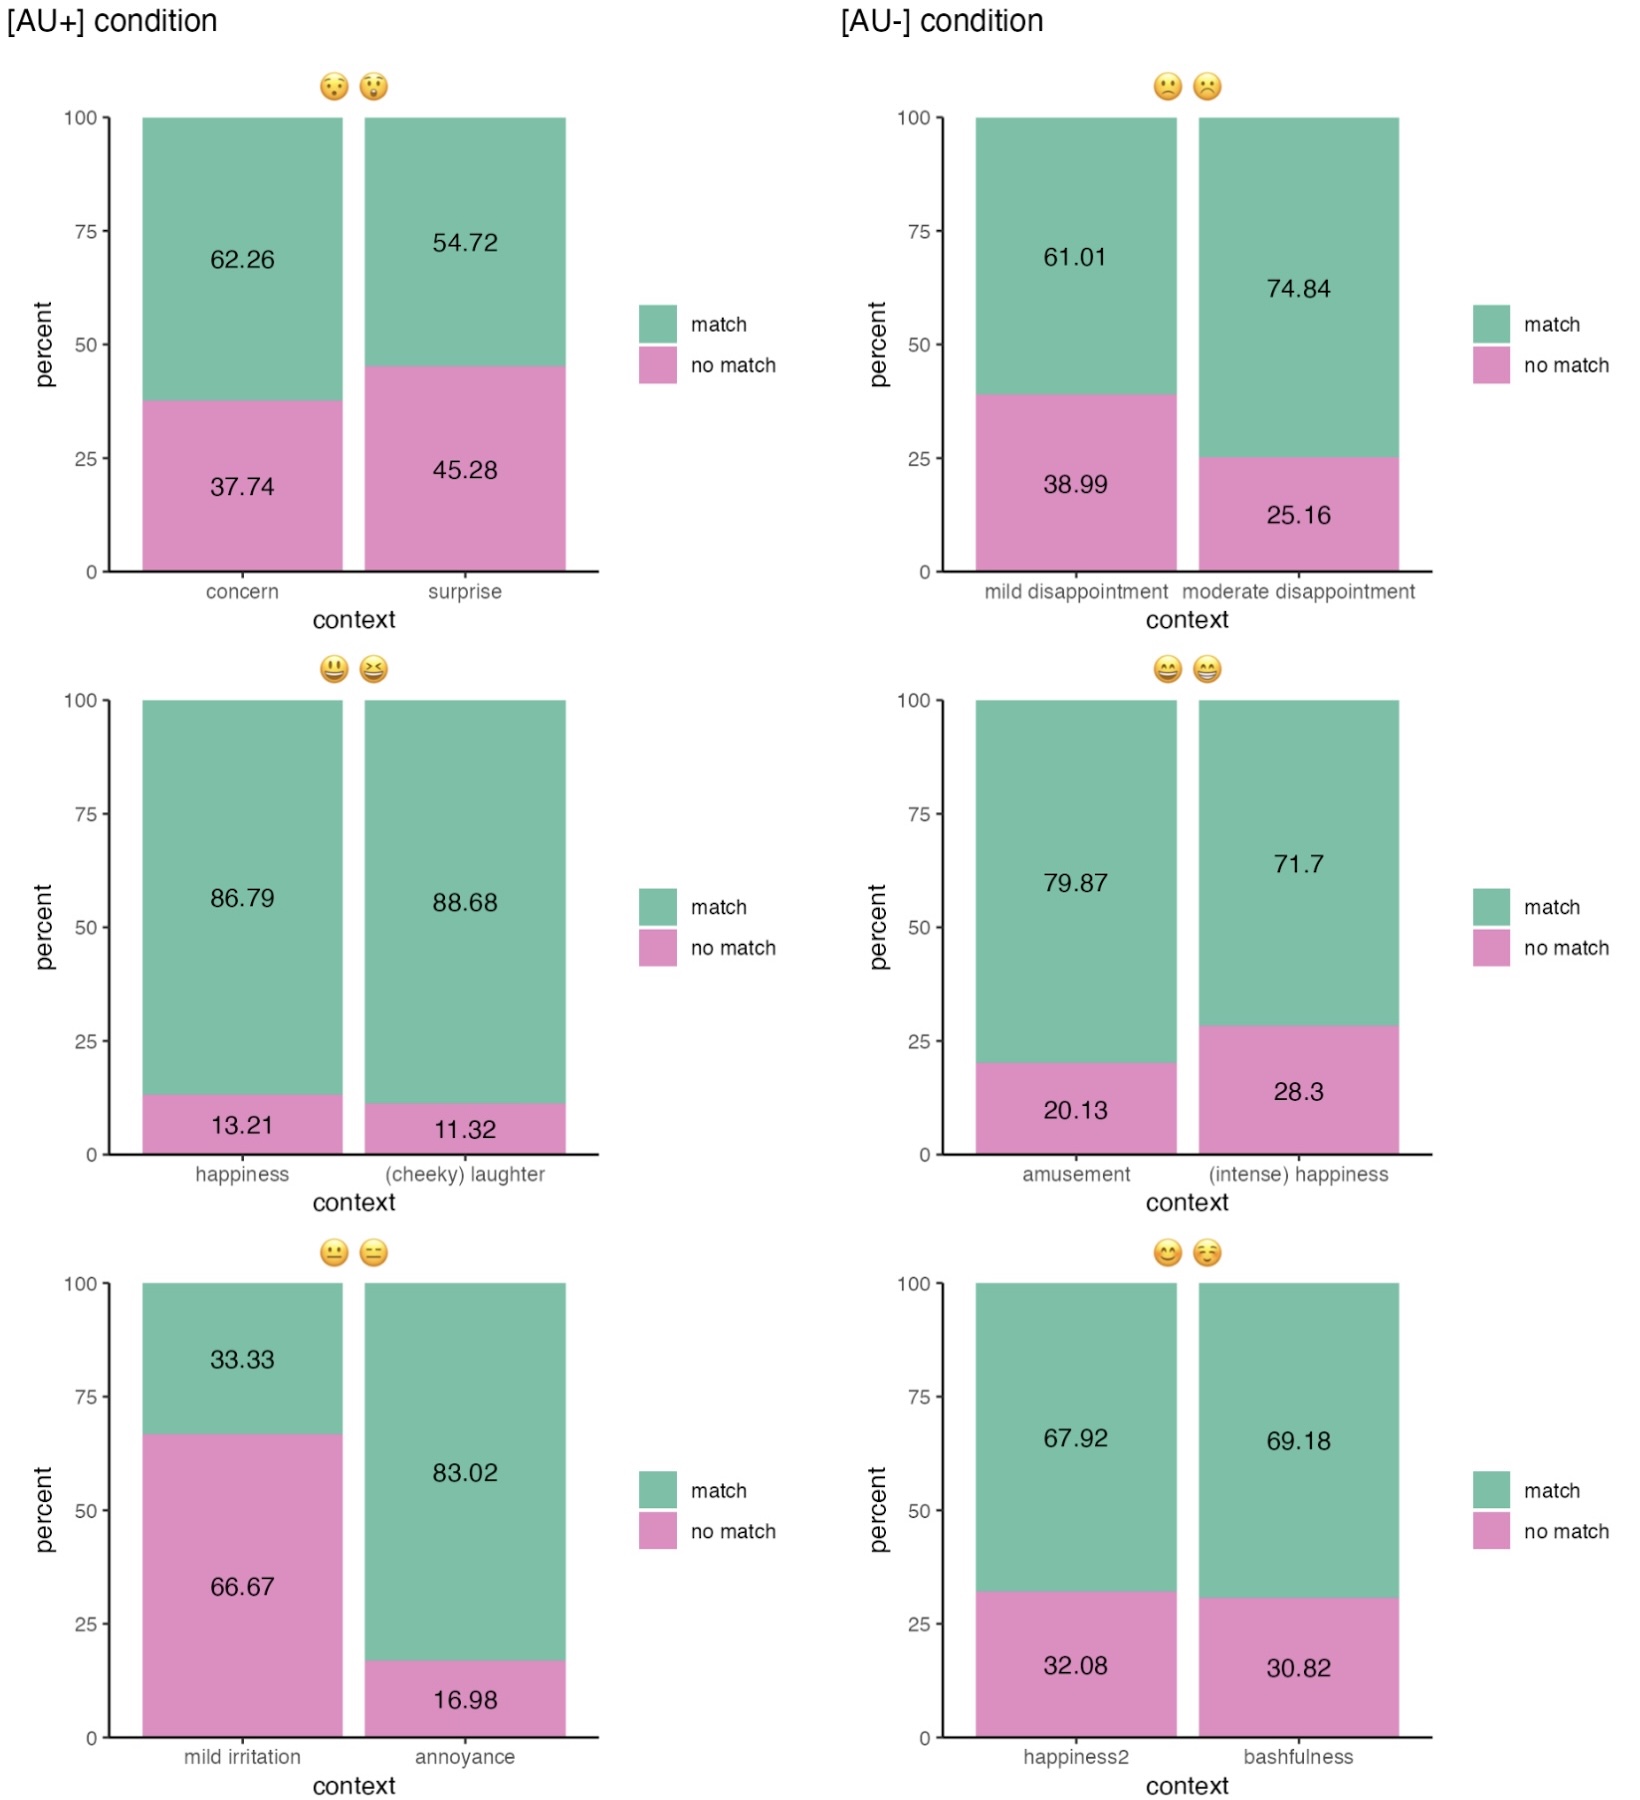 [AU+] condition
[AU-] condition
😯 😲
100
75
50
25
0
percent
62.26
54.72
37.74
45.28
concern
surprise
context
match
no match
🙁 ☹️
100
75
50
25
0
percent
61.01
74.84
38.99
25.16
mild disappointment
moderate disappointment
context
match
no match
😃 😆
100
75
50
25
0
percent
86.79
88.68
13.21
11.32
happiness
(cheeky) laughter
context
match
no match
😄 😁
100
75
50
25
0
percent
79.87
71.7
20.13
28.3
amusement
(intense) happiness
context
match
no match
😐 😑
100
75
50
25
0
percent
33.33
83.02
66.67
16.98
mild irritation
annoyance
context
match
no match
😊 ☺️
100
75
50
25
0
percent
67.92
69.18
32.08
30.82
happiness2
bashfulness
context
match
no match